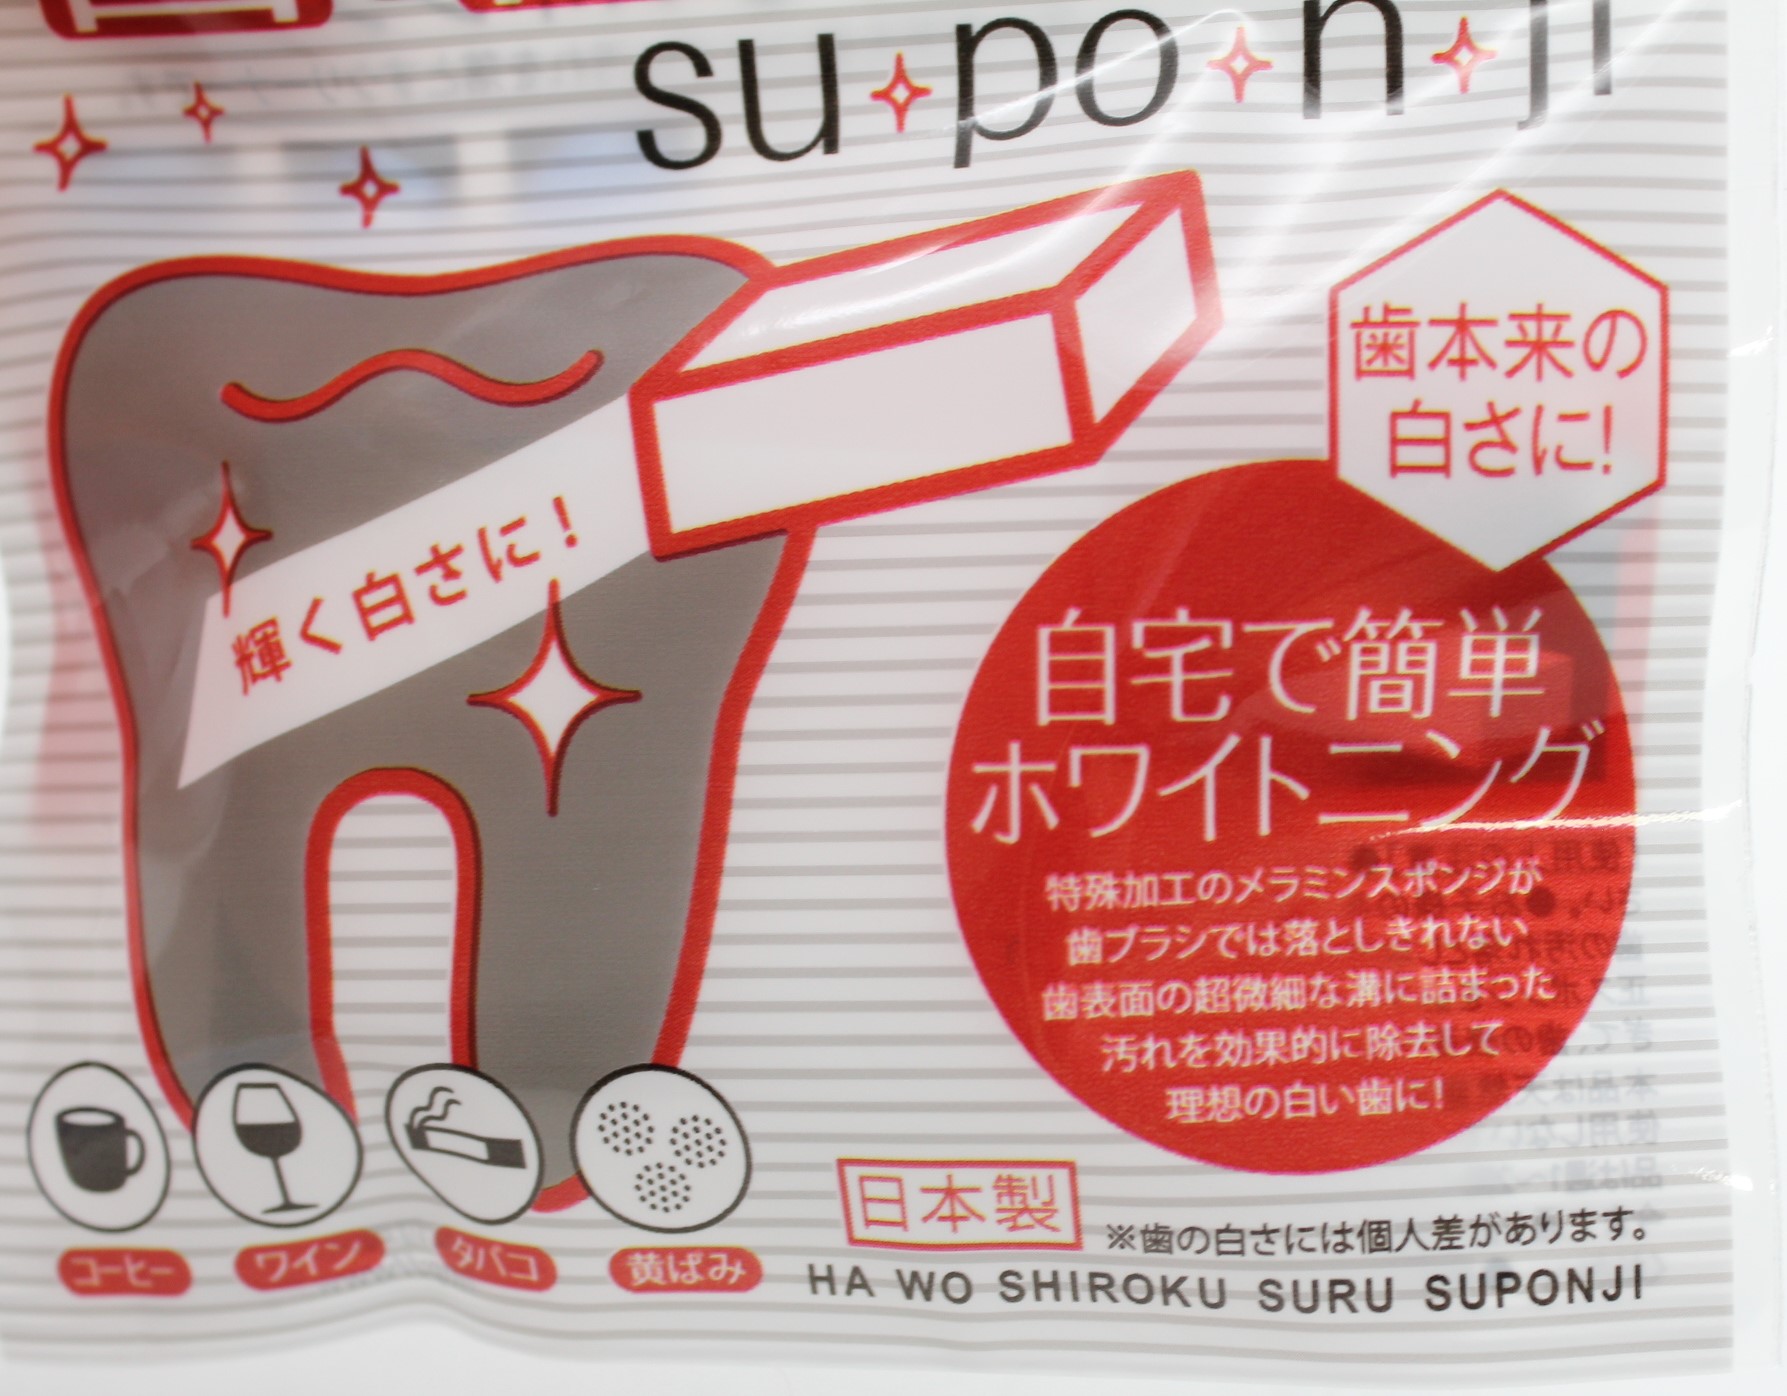 su po n ji
歯本来の
白さに!
輝く白さに!
自宅で簡単
ホワイトニング
特殊加工のメラミンスポンジが
歯ブラシでは落としきれない
歯表面の超微細な溝に詰まった
汚れを効果的に除去して
理想の白い歯に!
コーヒー
ワイン
タバコ
黄ばみ
日本製
※歯の白さには個人差があります。
HA WO SHIROKU SURU SUPONJI